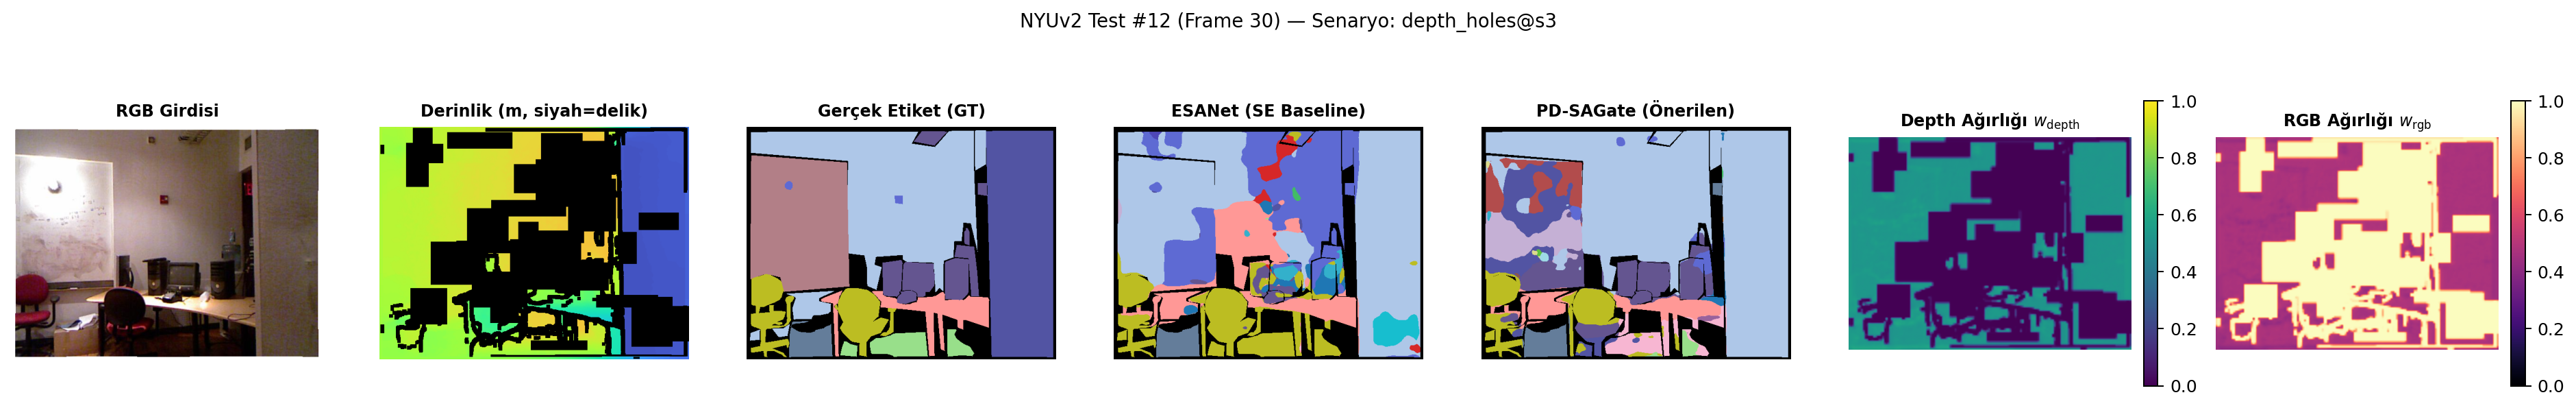 NYUv2 Test #12 (Frame 30) — Senaryo: depth_holes@s3
RGB Girdisi
Derinlik (m, siyah=delik)
Gerçek Etiket (GT)
ESANet (SE Baseline)
PD-SAGate (Önerilen)
Depth Ağırlığı w_depth
RGB Ağırlığı w_rgb
1.0
0.8
0.6
0.4
0.2
0.0
1.0
0.8
0.6
0.4
0.2
0.0